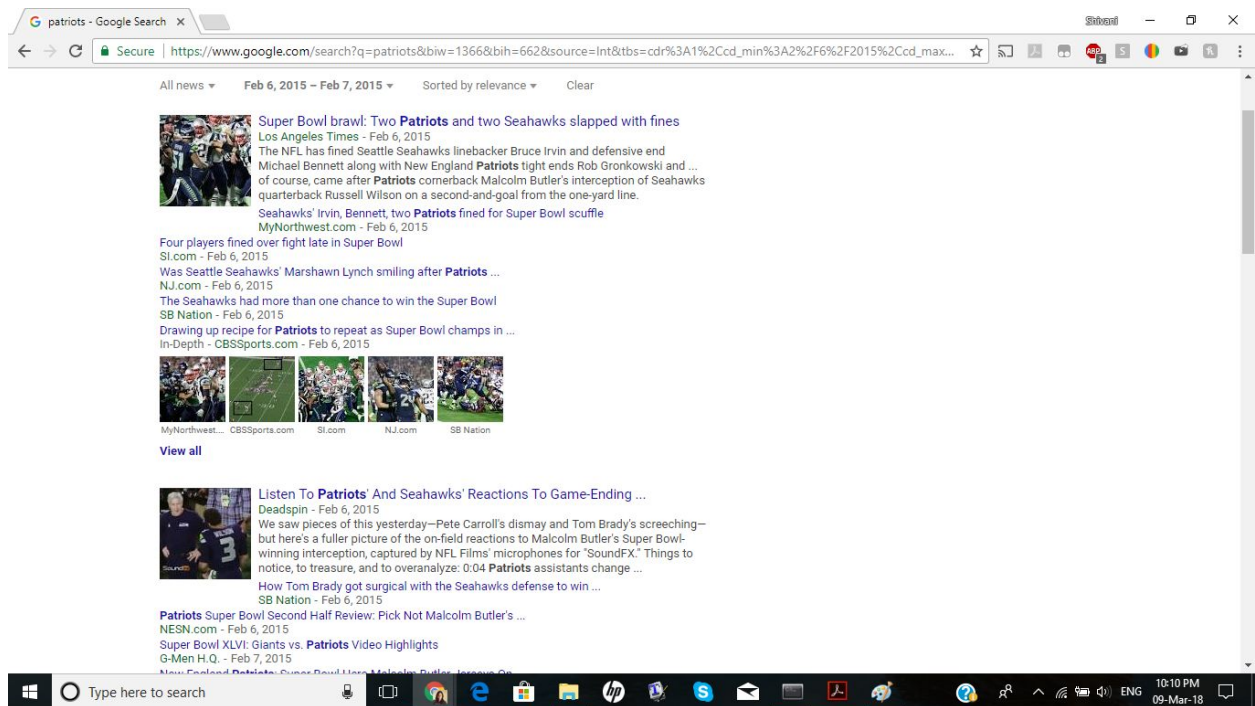 patriots - Google Search
Shivani
Secure | https://www.google.com/search?q=patriots&biw=1366&bih=662&source=lnt&tbs=cdr%3A1%2Ccd_min%3A2%2F6%2F2015%2Ccd_max...
ABP
2
S
All news
Feb 6, 2015 – Feb 7, 2015
Sorted by relevance
Clear
Super Bowl brawl: Two Patriots and two Seahawks slapped with fines
Los Angeles Times - Feb 6, 2015
The NFL has fined Seattle Seahawks linebacker Bruce Irvin and defensive end
Michael Bennett along with New England Patriots tight ends Rob Gronkowski and ...
of course, came after Patriots cornerback Malcolm Butler's interception of Seahawks
quarterback Russell Wilson on a second-and-goal from the one-yard line.
Seahawks' Irvin, Bennett, two Patriots fined for Super Bowl scuffle
MyNorthwest.com - Feb 6, 2015
Four players fined over fight late in Super Bowl
SI.com - Feb 6, 2015
Was Seattle Seahawks' Marshawn Lynch smiling after Patriots ...
NJ.com - Feb 6, 2015
The Seahawks had more than one chance to win the Super Bowl
SB Nation - Feb 6, 2015
Drawing up recipe for Patriots to repeat as Super Bowl champs in ...
In-Depth - CBSSports.com - Feb 6, 2015
MyNorthwest....
CBSSports.com
SI.com
NJ.com
SB Nation
View all
Listen To Patriots' And Seahawks' Reactions To Game-Ending ...
Deadspin - Feb 6, 2015
We saw pieces of this yesterday—Pete Carroll's dismay and Tom Brady's screeching—
but here's a fuller picture of the on-field reactions to Malcolm Butler's Super Bowl-
winning interception, captured by NFL Films' microphones for "SoundFX." Things to
notice, to treasure, and to overanalyze: 0:04 Patriots assistants change ...
How Tom Brady got surgical with the Seahawks defense to win ...
SB Nation - Feb 6, 2015
Patriots Super Bowl Second Half Review: Pick Not Malcolm Butler's ...
NESN.com - Feb 6, 2015
Super Bowl XLVI: Giants vs. Patriots Video Highlights
G-Men H.Q. - Feb 7, 2015
New England Patriots: Super Bowl Hero Malcolm Butler Jerseys On
Type here to search
ENG
10:10 PM
09-Mar-18